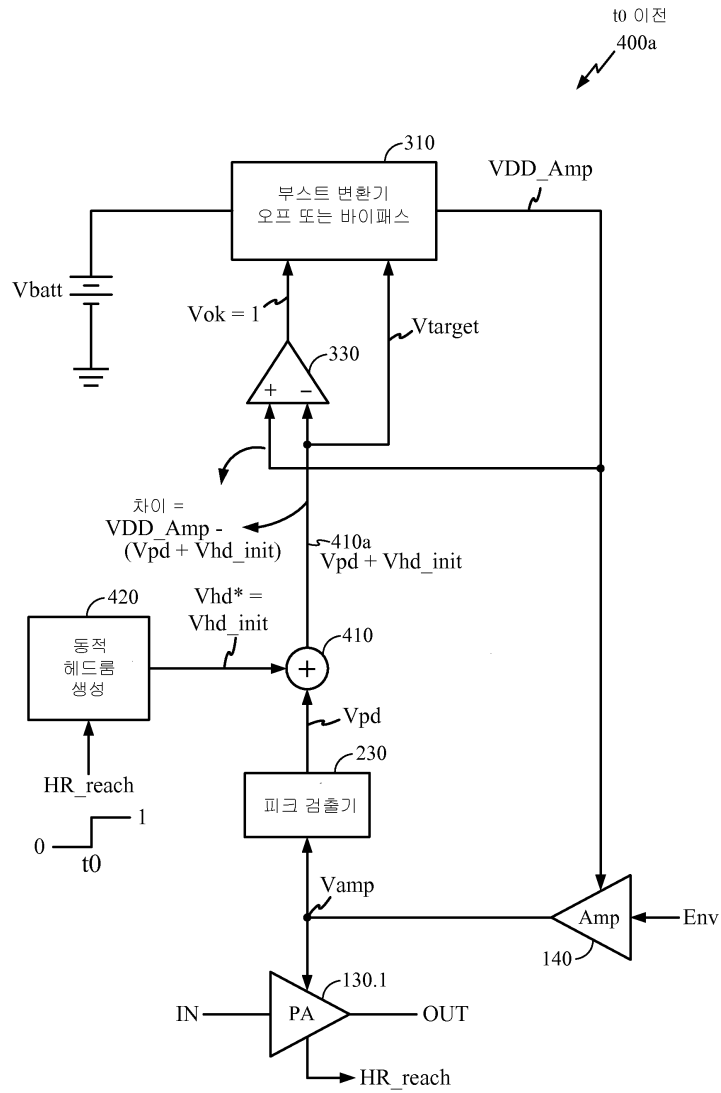 t0 이전
400a
310
부스트 변환기
오프 또는 바이패스
VDD_Amp
Vbatt
Vok = 1
Vtarget
330
+ −
차이 =
VDD_Amp -
(Vpd + Vhd_init)
410a
Vpd + Vhd_init
420
Vhd* =
Vhd_init
동적
헤드룸
생성
410
+
Vpd
HR_reach
230
피크 검출기
0
1
t0
Vamp
Amp
Env
140
130.1
IN
PA
OUT
HR_reach